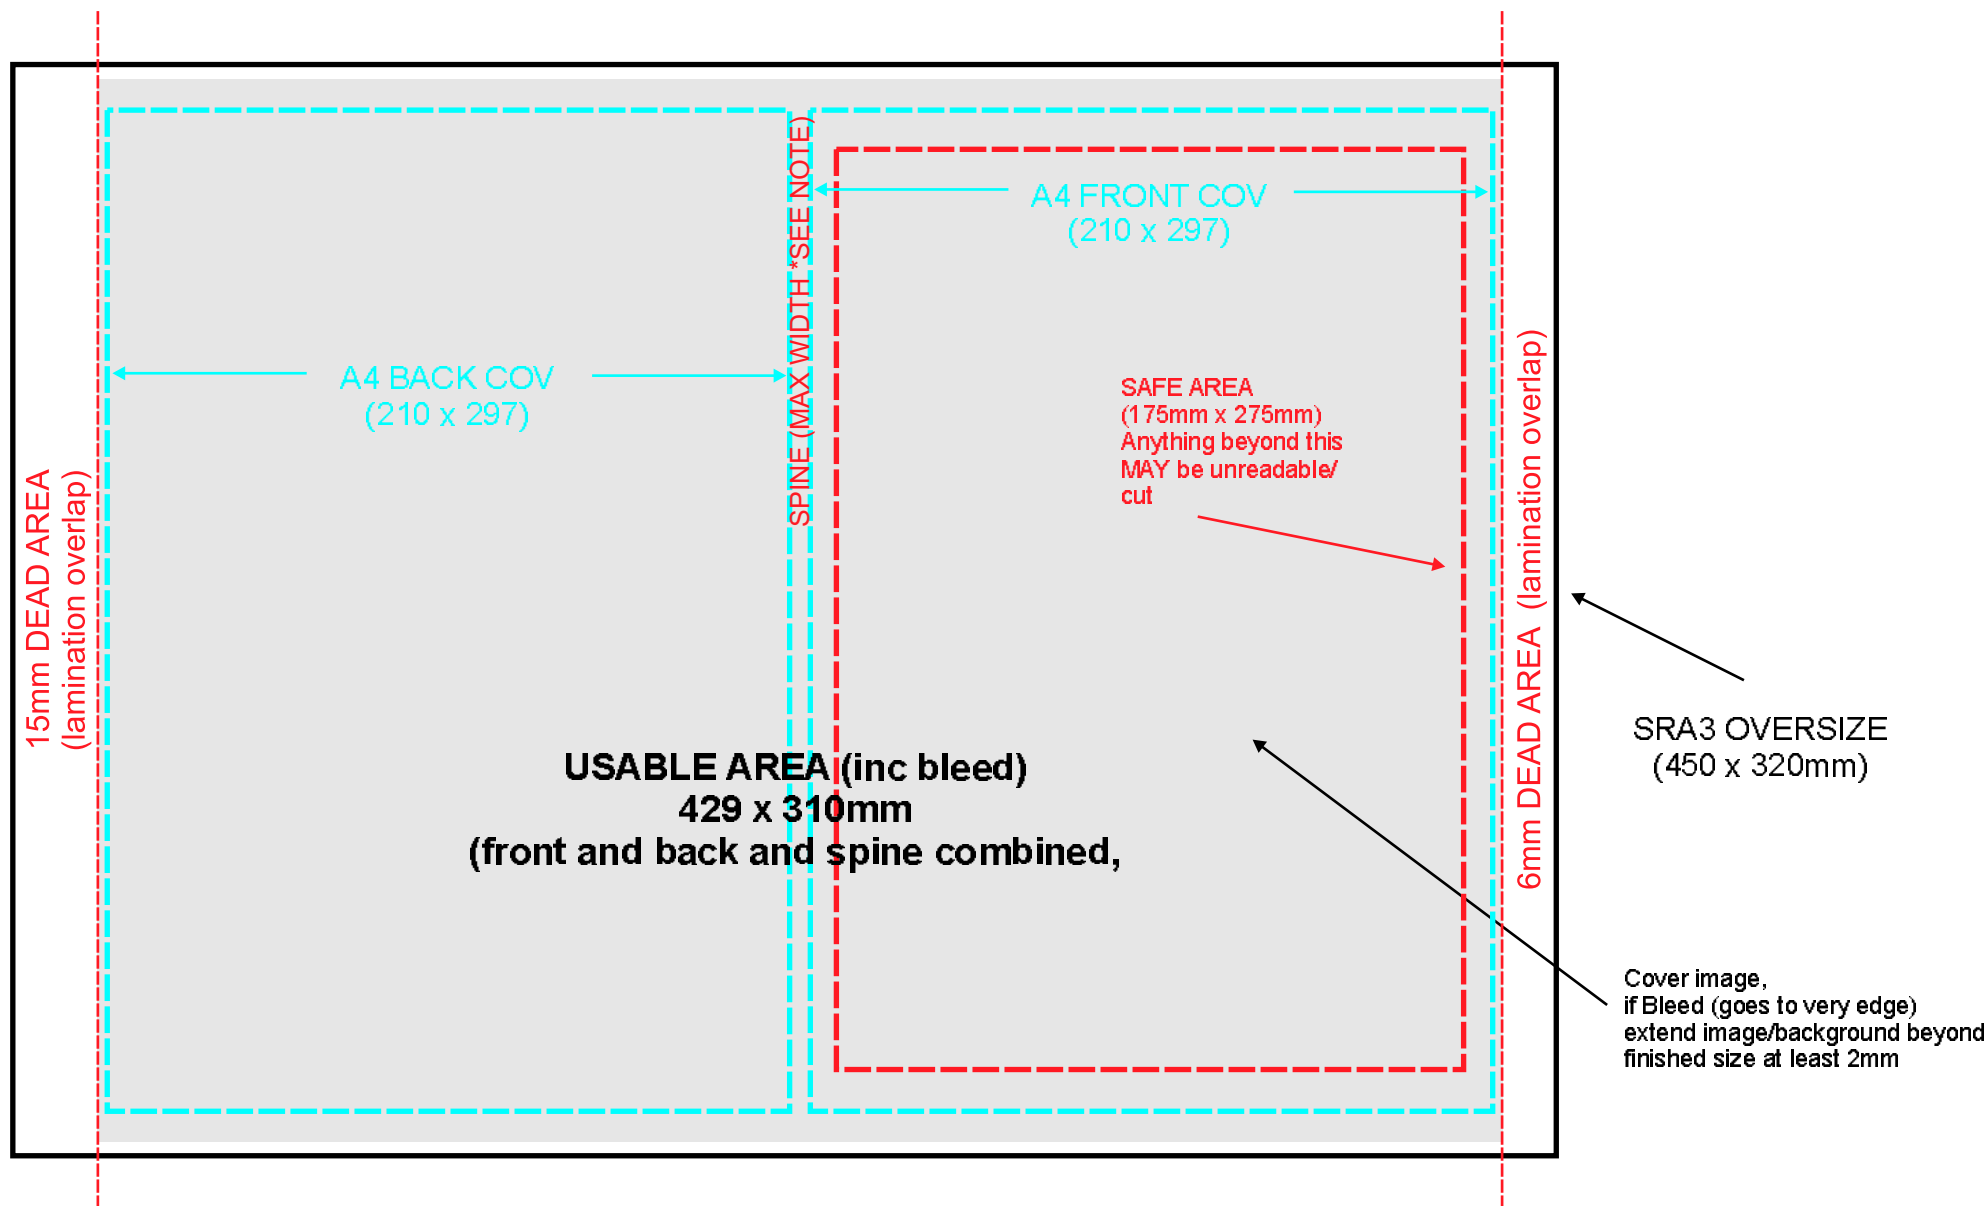 15mm DEAD AREA
(lamination overlap)
A4 BACK COV
(210 x 297)
SPINE (MAX WIDTH *SEE NOTE)
A4 FRONT COV
(210 x 297)
SAFE AREA
(175mm x 275mm)
Anything beyond this
MAY be unreadable/
cut
USABLE AREA (inc bleed)
429 x 310mm
(front and back and spine combined,
6mm DEAD AREA (lamination overlap)
SRA3 OVERSIZE
(450 x 320mm)
Cover image,
if Bleed (goes to very edge)
extend image/background beyond
finished size at least 2mm